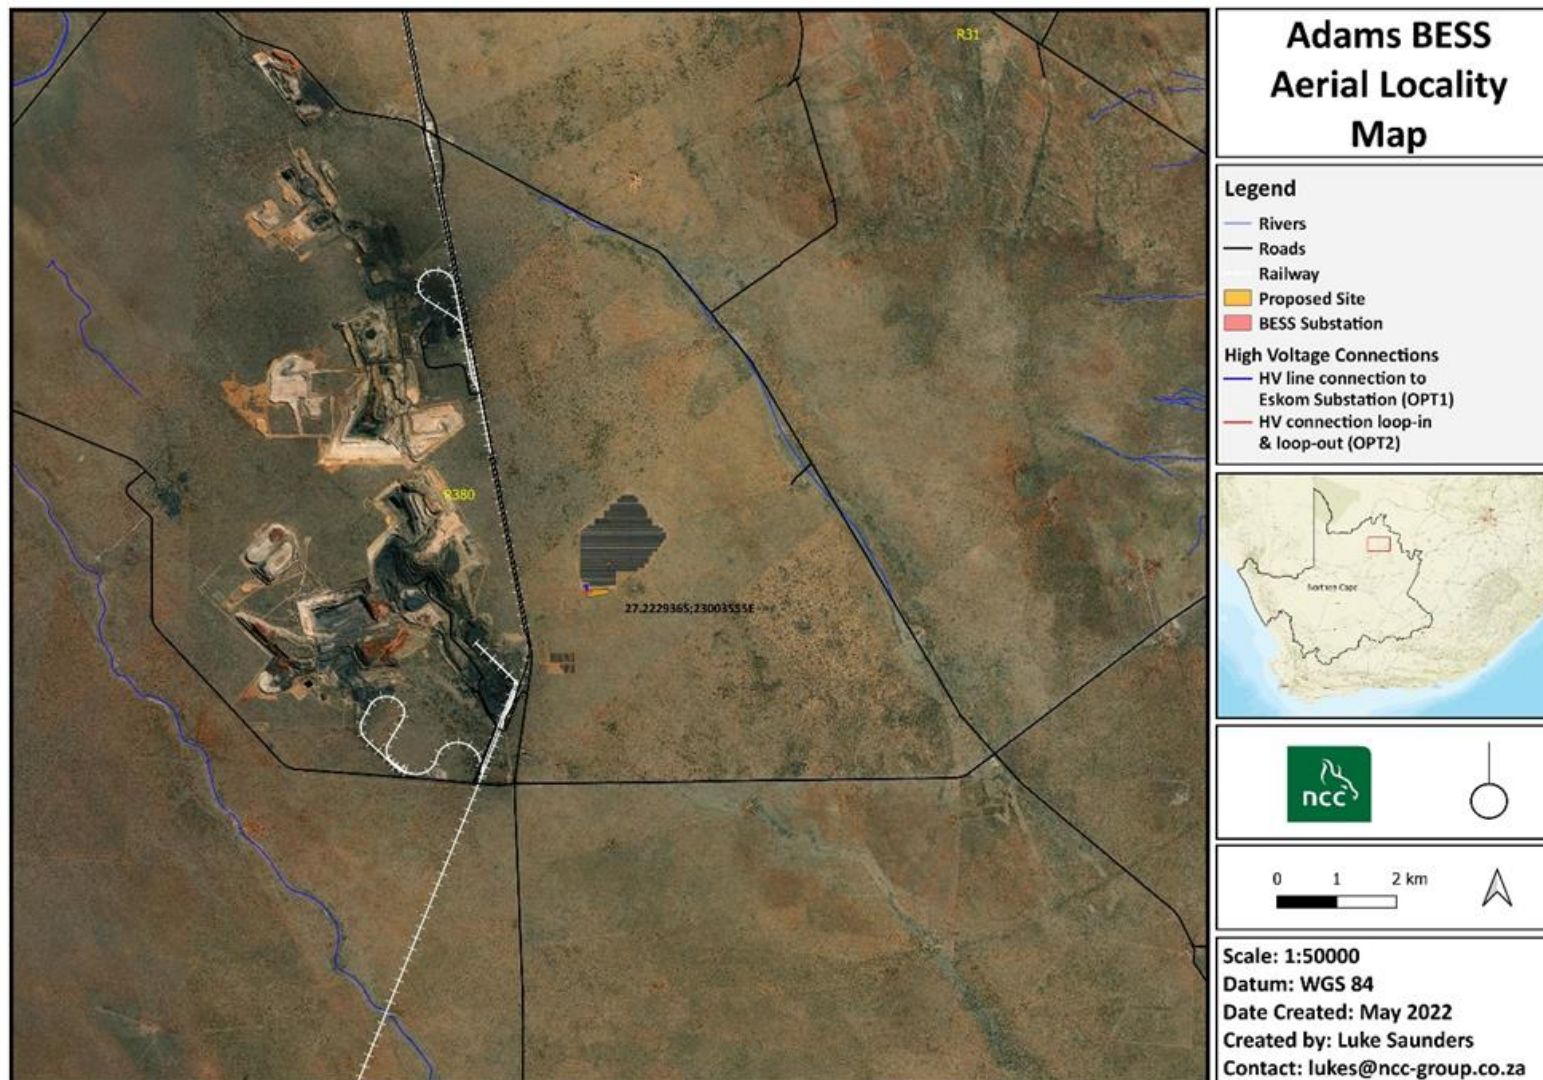 R31
R380
27.222936S;23003555E
Adams BESS
Aerial Locality
Map
Legend
Rivers
Roads
Railway
Proposed Site
BESS Substation
High Voltage Connections
HV line connection to
Eskom Substation (OPT1)
HV connection loop-in
& loop-out (OPT2)
Northern Cape
ncc
0 1 2 km
Scale: 1:50000
Datum: WGS 84
Date Created: May 2022
Created by: Luke Saunders
Contact: lukes@ncc-group.co.za